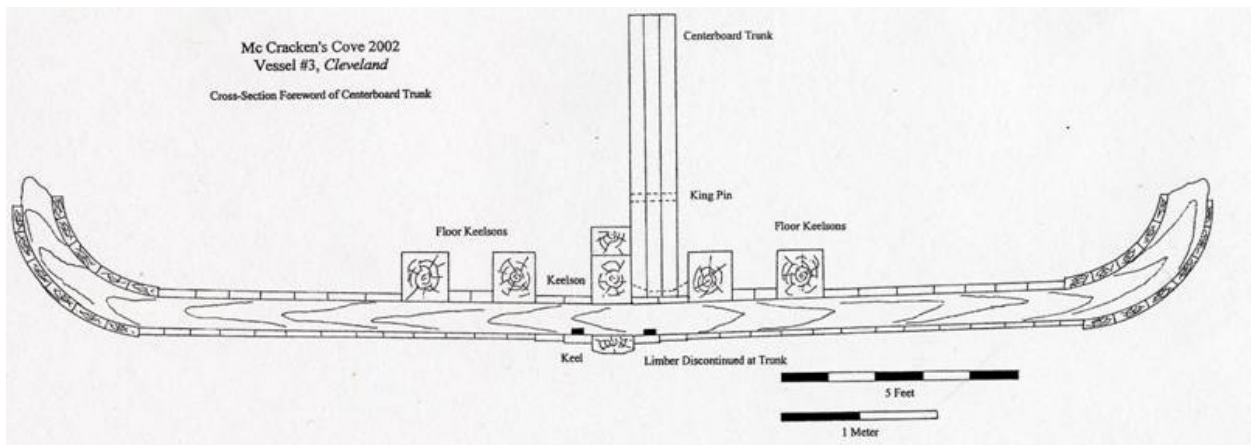 Mc Cracken's Cove 2002
Vessel #3, Cleveland
Cross-Section Foreword of Centerboard Trunk
Centerboard Trunk
King Pin
Floor Keelsons
Floor Keelsons
Keelson
Keel
Limber Discontinued at Trunk
5 Feet
1 Meter